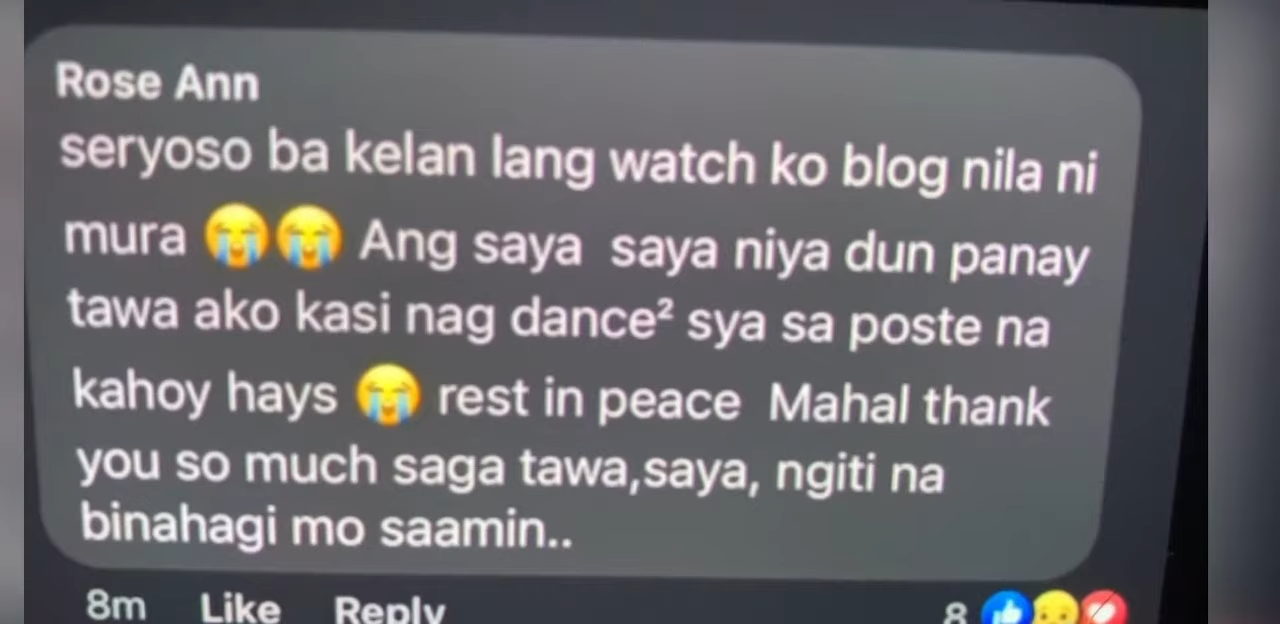 Rose Ann
seryoso ba kelan lang watch ko blog nila ni
mura 😭😭 Ang saya saya niya dun panay
tawa ako kasi nag dance² sya sa poste na
kahoy hays 😭 rest in peace Mahal thank
you so much saga tawa,saya, ngiti na
binahagi mo saamin..
8m Like Reply 8